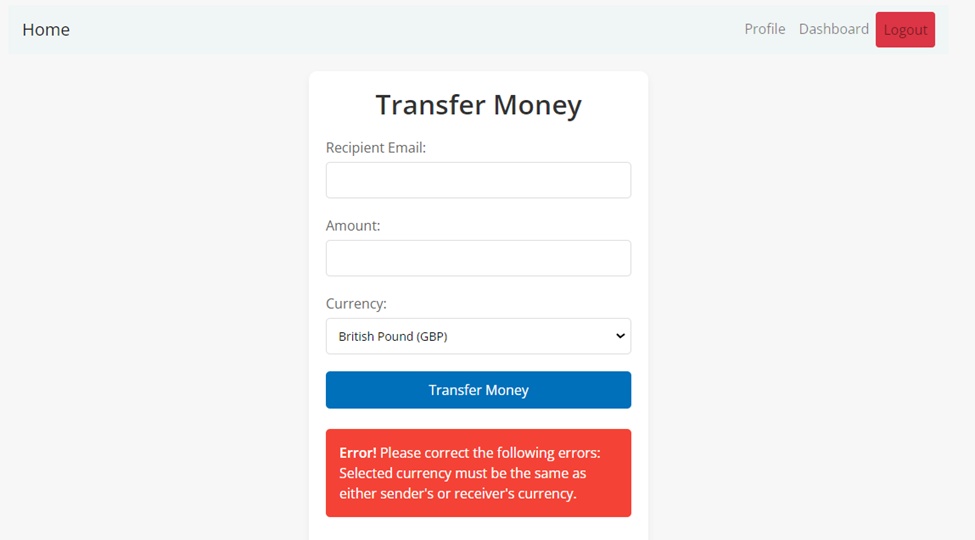 Home Profile Dashboard Logout
Transfer Money
Recipient Email:
Amount:
Currency:
British Pound (GBP)
Transfer Money
Error! Please correct the following errors:
Selected currency must be the same as
either sender's or receiver's currency.